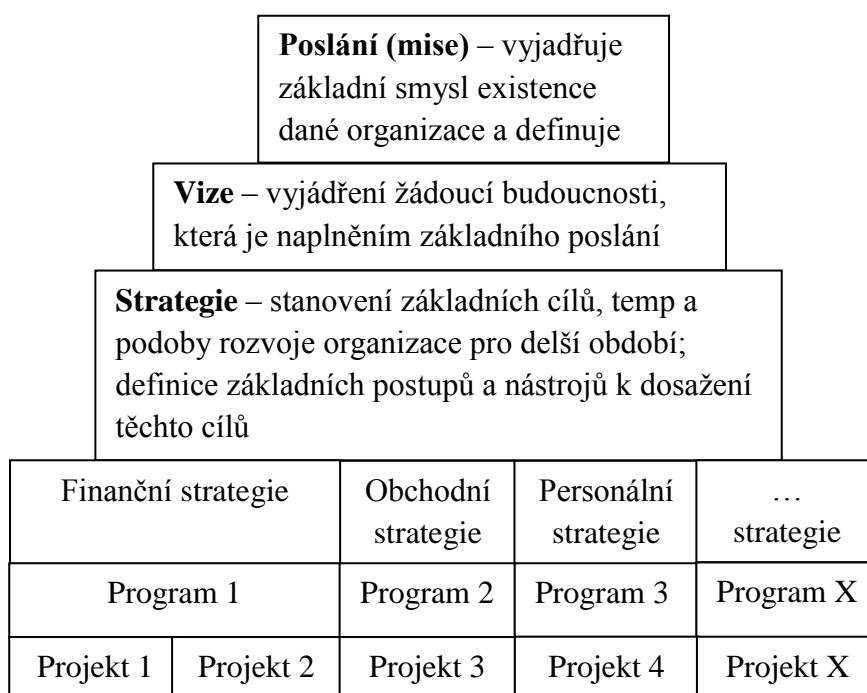 Poslání (mise) – vyjadřuje
základní smysl existence
dané organizace a definuje
Vize – vyjádření žádoucí budoucnosti,
která je naplněním základního poslání
Strategie – stanovení základních cílů, temp a
podoby rozvoje organizace pro delší období;
definice základních postupů a nástrojů k dosažení
těchto cílů
Finanční strategie
Obchodní
strategie
Personální
strategie
…
strategie
Program 1
Program 2
Program 3
Program X
Projekt 1
Projekt 2
Projekt 3
Projekt 4
Projekt X